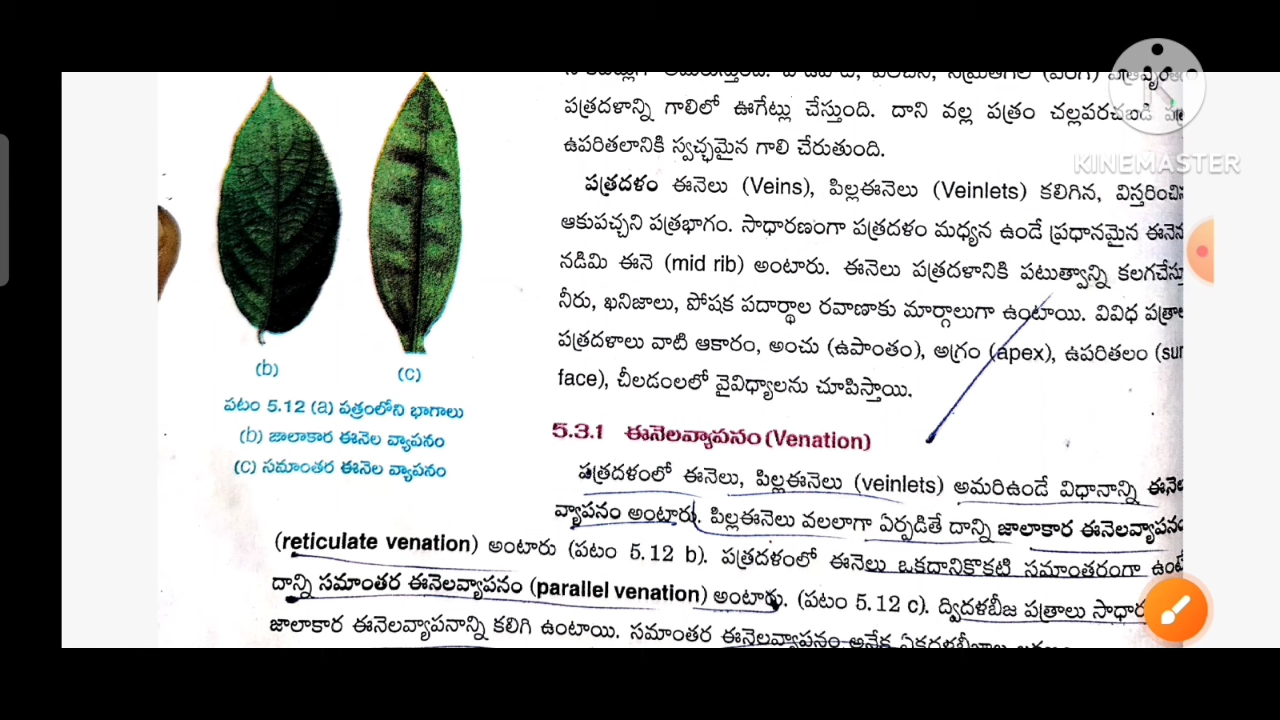 పత్రదళాన్ని గాలిలో ఊగేట్లు చేస్తుంది. దాని వల్ల పత్రం చల్లపరచబడి
ఉపరితలానికి స్వచ్ఛమైన గాలి చేరుతుంది.
KINEMASTER
పత్రదళం ఈనెలు (Veins), పిల్లఈనెలు (Veinlets) కలిగిన, విస్తరించిన
ఆకుపచ్చని పత్రభాగం. సాధారణంగా పత్రదళం మధ్యన ఉండే ప్రధానమైన
నడిమి ఈనె (mid rib) అంటారు. ఈనెలు పత్రదళానికి పటుత్వాన్ని
నీరు, ఖనిజాలు, పోషక పదార్థాల రవాణాకు మార్గాలుగా ఉంటాయి. వివిధ
పత్రదళాలు వాటి ఆకారం, అంచు (ఉపాంతం), అగ్రం (apex), ఉపరితలం (sur
face), చీలడంలలో వైవిధ్యాలను చూపిస్తాయి.
(b)
(c)
పటం 5.12 (a) పత్రంలోని భాగాలు
(b) జాలాకార ఈనెల వ్యాపనం
(c) సమాంతర ఈనెల వ్యాపనం
5.3.1 ఈనెలవ్యాపనం (Venation)
పత్రదళంలో ఈనెలు, పిల్లఈనెలు (veinlets) అమరిఉండే విధానాన్ని ఈనెల
వ్యాపనం అంటారు. పిల్లఈనెలు వలలాగా ఏర్పడితే దాన్ని జాలాకార ఈనెలవ్యాపనం
(reticulate venation) అంటారు (పటం 5.12 b). పత్రదళంలో ఈనెలు ఒకదానికొకటి సమాంతరంగా ఉంటే
దాన్ని సమాంతర ఈనెలవ్యాపనం (parallel venation) అంటారు. (పటం 5.12 c). ద్విదళబీజ పత్రాలు
జాలాకార ఈనెలవ్యాపనాన్ని కలిగి ఉంటాయి. సమాంతర ఈనెలవ్యాపనం అనేక